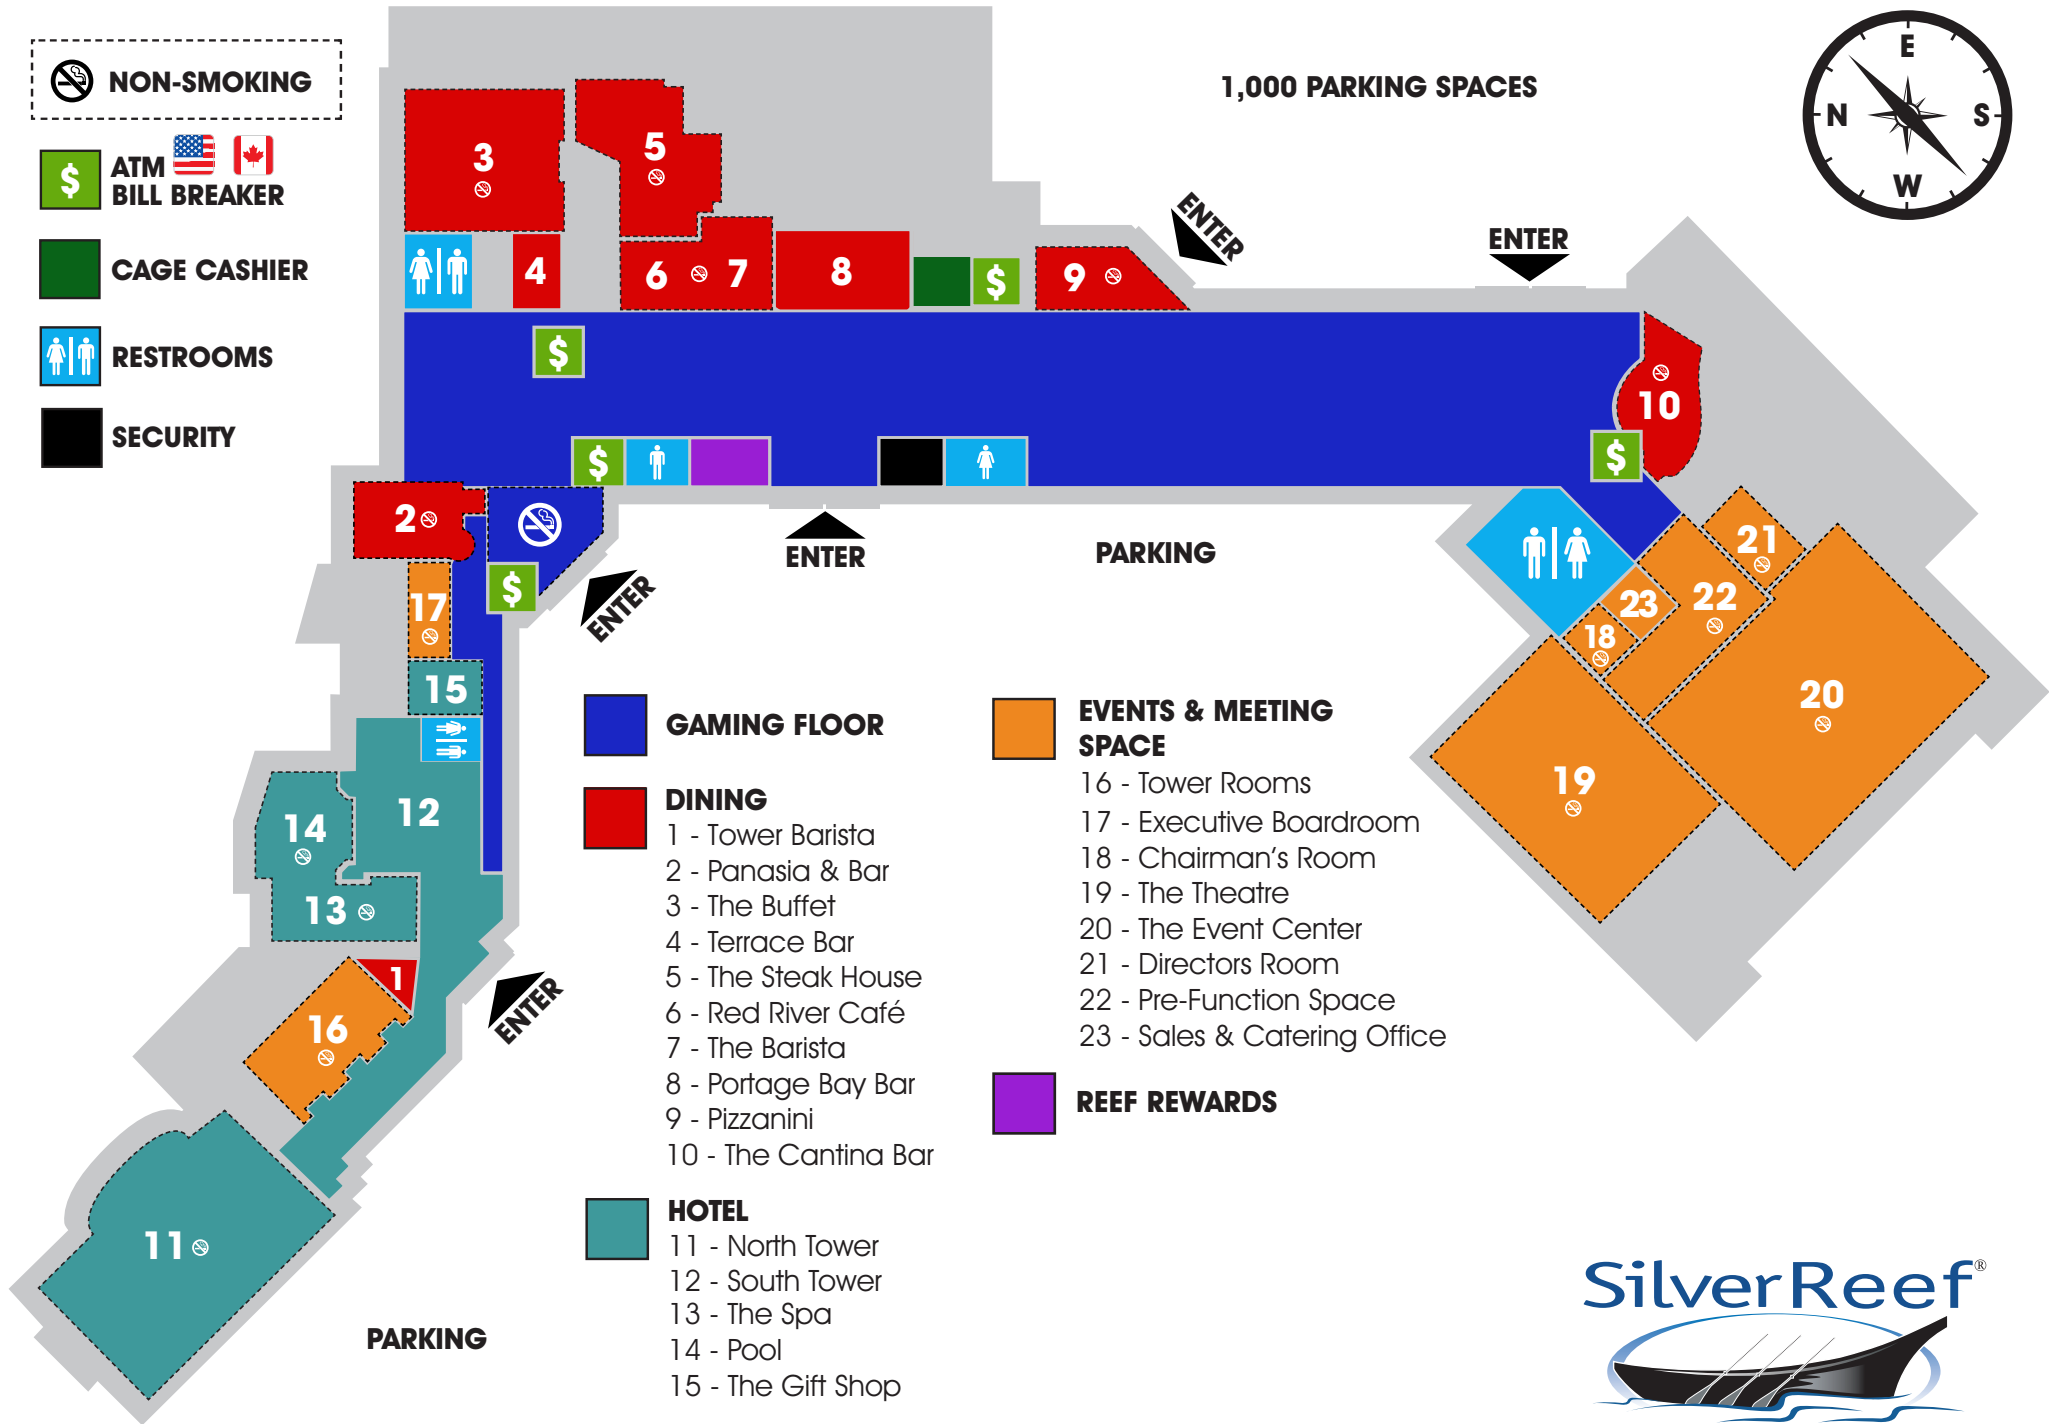 NON-SMOKING
$ ATM
BILL BREAKER
CAGE CASHIER
RESTROOMS
SECURITY
1,000 PARKING SPACES
E
N S
W
3
5
4
6 7
8
$
9
ENTER
ENTER
$
10
$
$
2
$
ENTER
ENTER
PARKING
17
15
12
14
13
1
16
ENTER
11
PARKING
21
22
23
18
20
19
GAMING FLOOR
DINING
1 - Tower Barista
2 - Panasia & Bar
3 - The Buffet
4 - Terrace Bar
5 - The Steak House
6 - Red River Café
7 - The Barista
8 - Portage Bay Bar
9 - Pizzanini
10 - The Cantina Bar
HOTEL
11 - North Tower
12 - South Tower
13 - The Spa
14 - Pool
15 - The Gift Shop
EVENTS & MEETING
SPACE
16 - Tower Rooms
17 - Executive Boardroom
18 - Chairman's Room
19 - The Theatre
20 - The Event Center
21 - Directors Room
22 - Pre-Function Space
23 - Sales & Catering Office
REEF REWARDS
SilverReef®